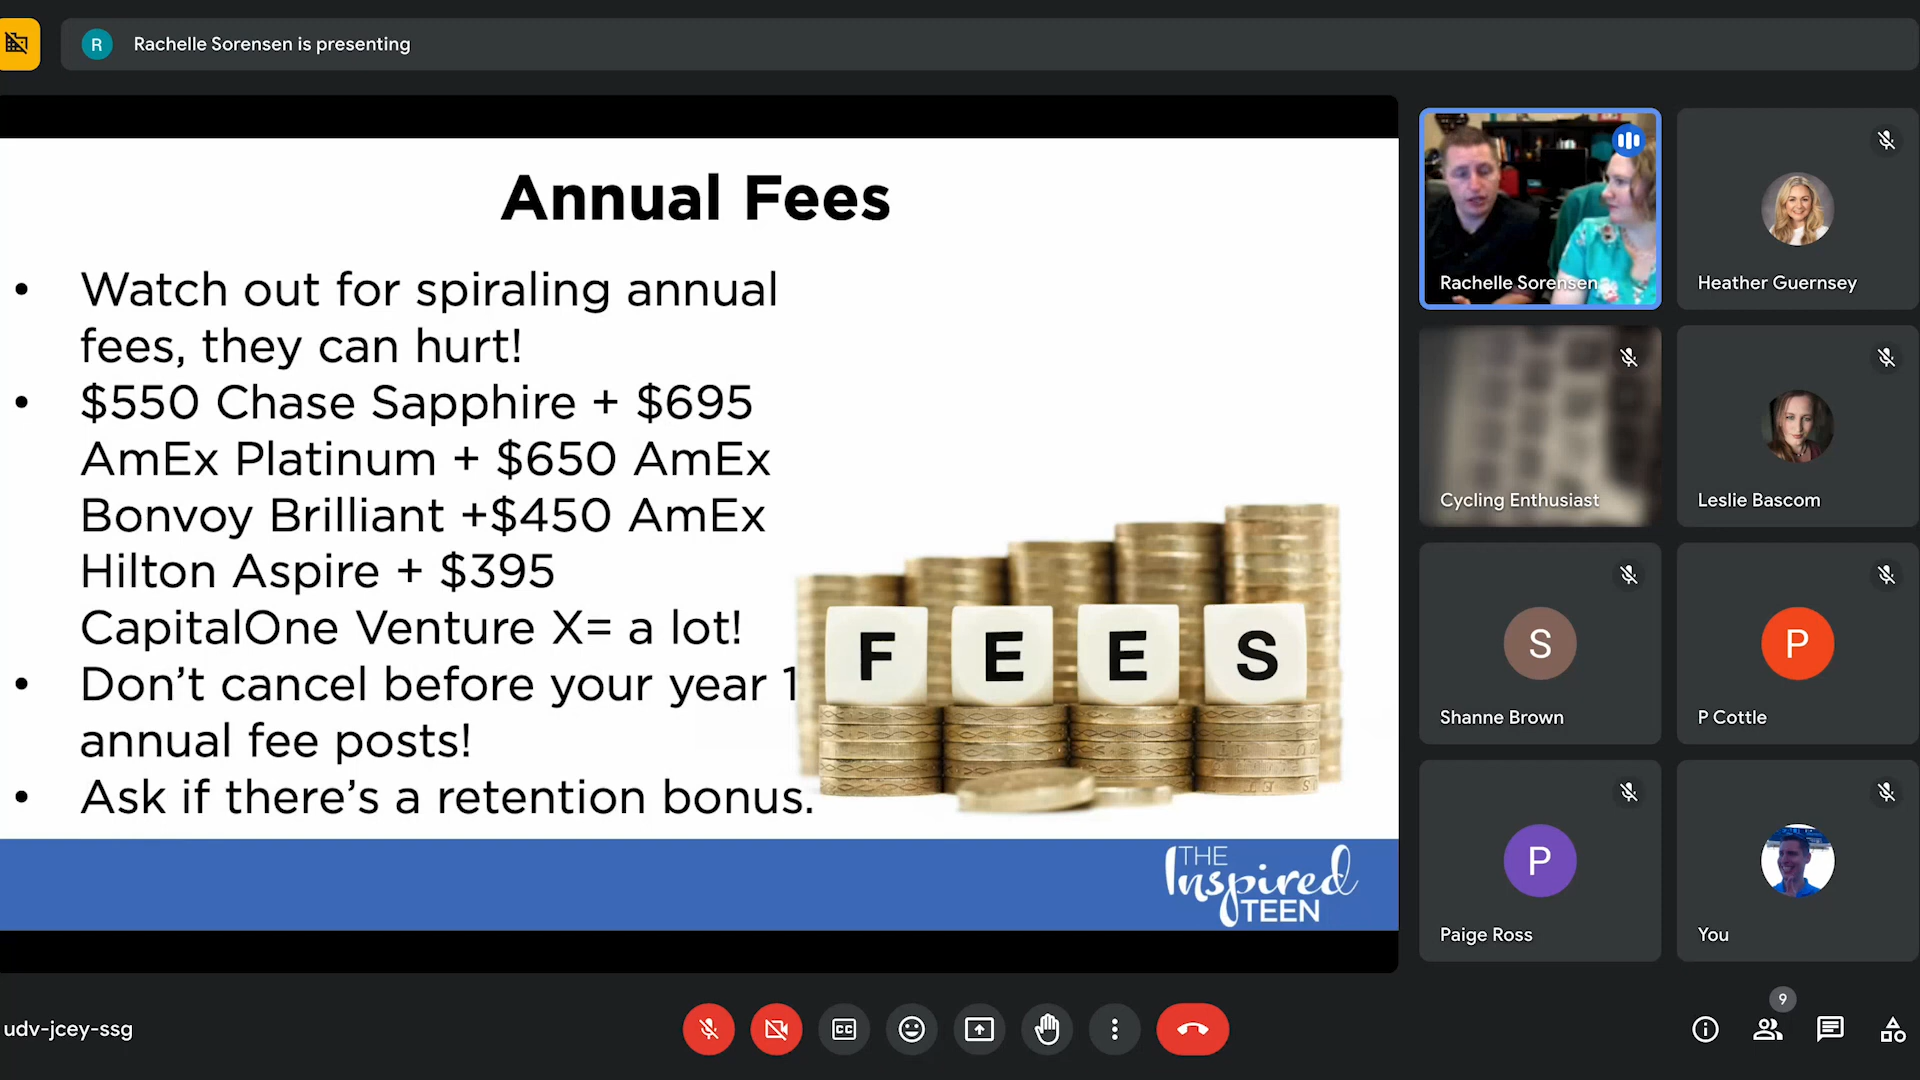 R
Rachelle Sorensen is presenting
Annual Fees
• Watch out for spiraling annual
fees, they can hurt!
• $550 Chase Sapphire + $695
AmEx Platinum + $650 AmEx
Bonvoy Brilliant +$450 AmEx
Hilton Aspire + $395
CapitalOne Venture X= a lot!
• Don’t cancel before your year 1
annual fee posts!
• Ask if there’s a retention bonus.
FEES
THE
Inspired
TEEN
Rachelle Sorensen
Heather Guernsey
Cycling Enthusiast
Leslie Bascom
S
Shanne Brown
P
P Cottle
P
Paige Ross
You
udv-jcey-ssg
CC
9